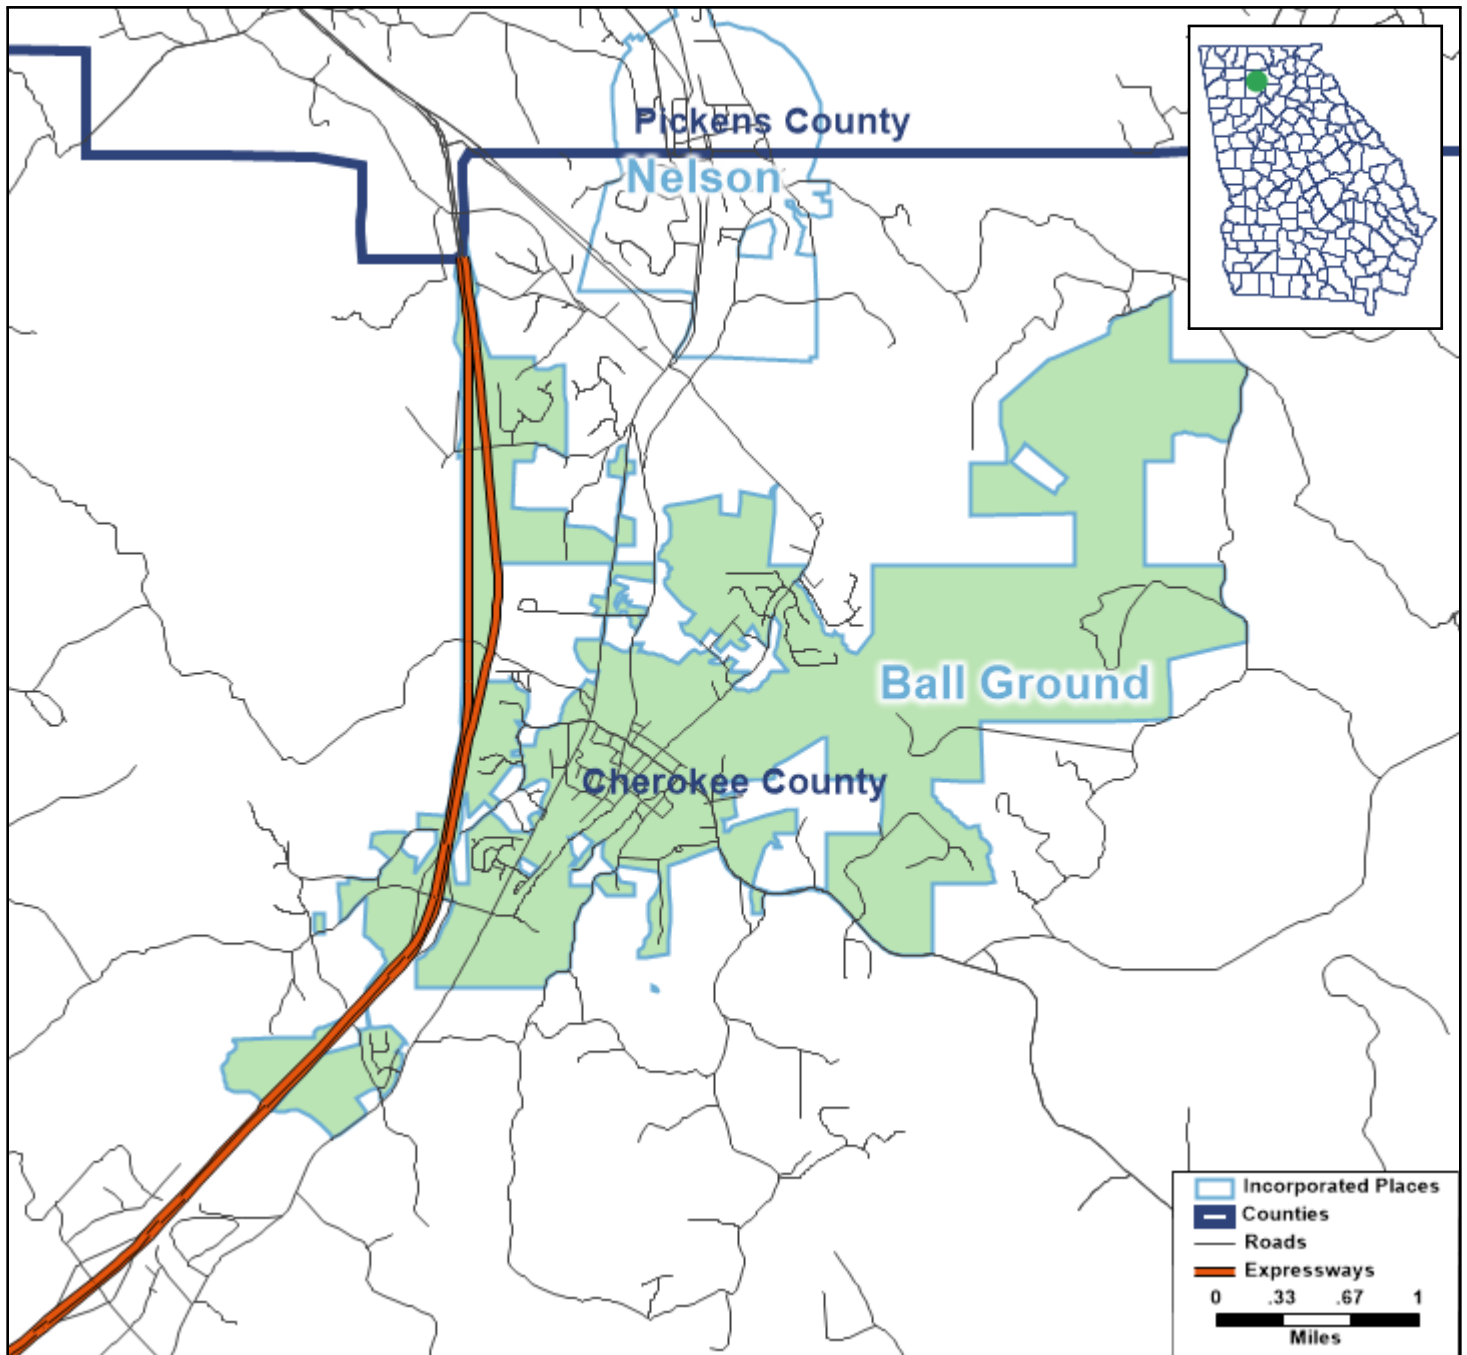 Pickens County
Nelson
Ball Ground
Cherokee County
Incorporated Places
Counties
Roads
Expressways
0 .33 .67 1
Miles